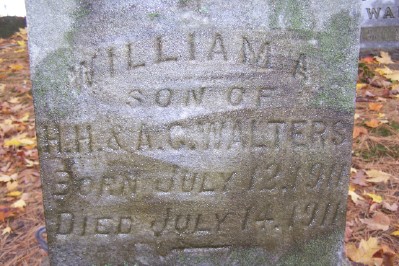 WILLIAM A
SON OF
H.H. & A.C. WALTERS
BORN JULY 12, 1911
DIED JULY 14, 1911
WA